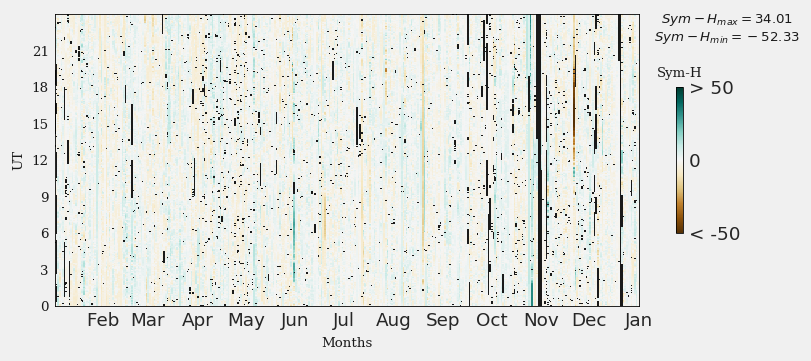 Sym − H_max = 34.01
Sym − H_min = −52.33
Sym-H
> 50
0
< -50
21
18
15
12
9
6
3
0
UT
Feb Mar Apr May Jun Jul Aug Sep Oct Nov Dec Jan
Months